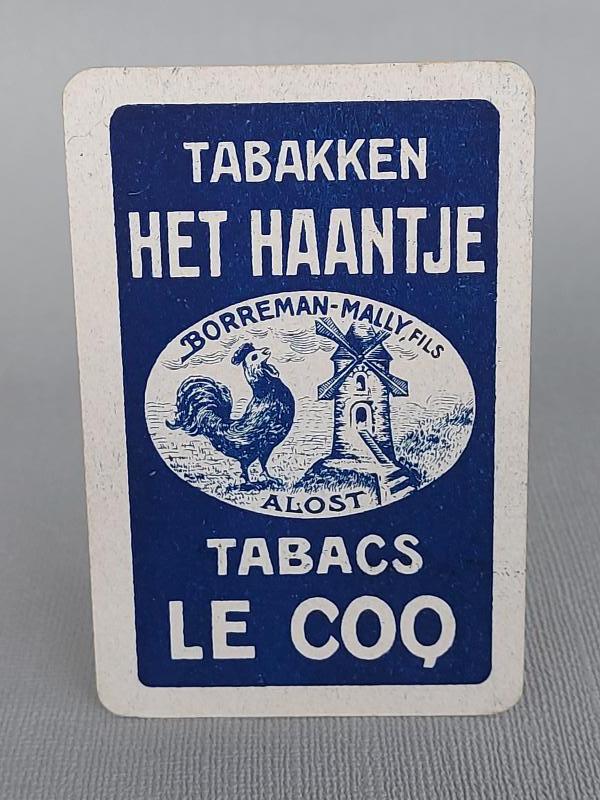 TABAKKEN
HET HAANTJE
BORREMAN-MALLY, FILS
ALOST
TABACS
LE COQ